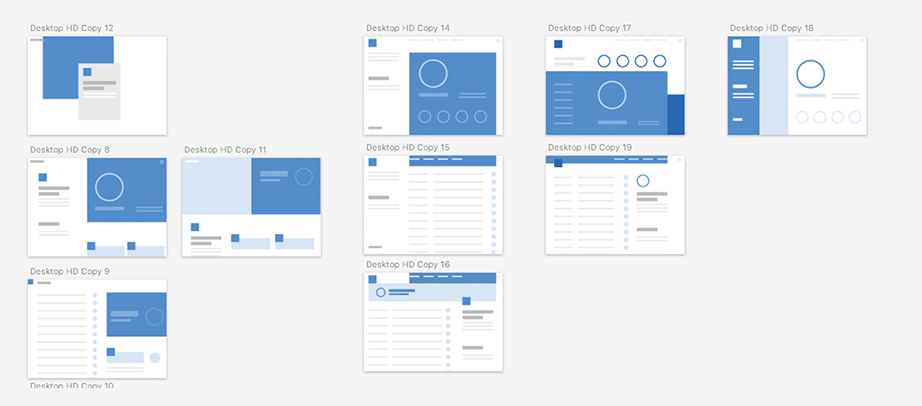 Desktop HD Copy 12
Desktop HD Copy 14
Desktop HD Copy 17
Desktop HD Copy 18
Desktop HD Copy 8
Desktop HD Copy 11
Desktop HD Copy 15
Desktop HD Copy 19
Desktop HD Copy 9
Desktop HD Copy 16
Desktop HD Copy 10